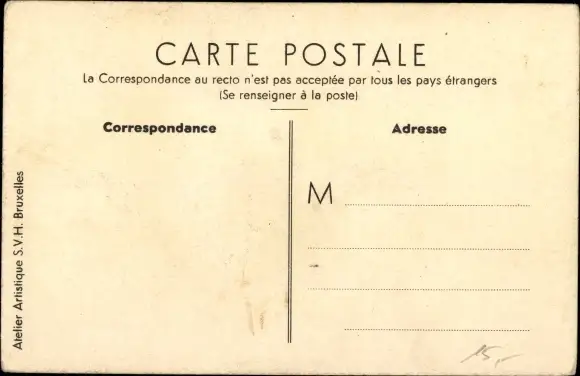 CARTE POSTALE
La Correspondance au recto n'est pas acceptée par tous les pays étrangers
(Se renseigner à la poste)
Correspondance
Adresse
M
Atelier Artistique S.V.H. Bruxelles
15,-